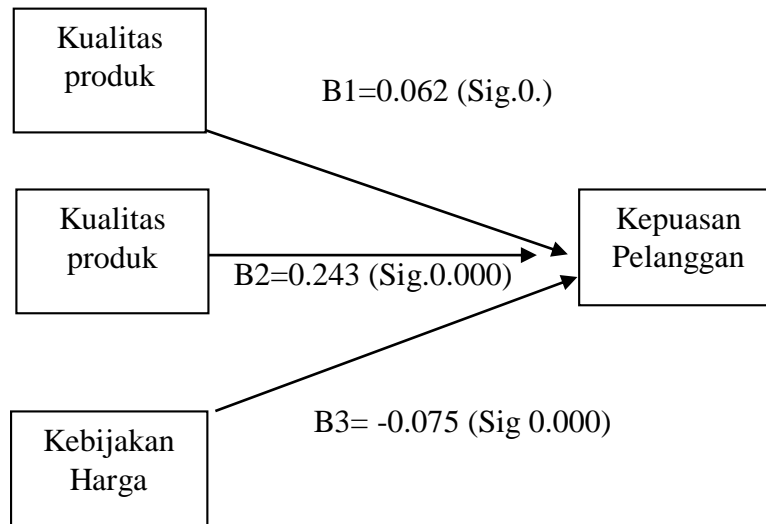 Kualitas
produk
B1=0.062 (Sig.0.)
Kualitas
produk
Kepuasan
Pelanggan
B2=0.243 (Sig.0.000)
B3= -0.075 (Sig 0.000)
Kebijakan
Harga